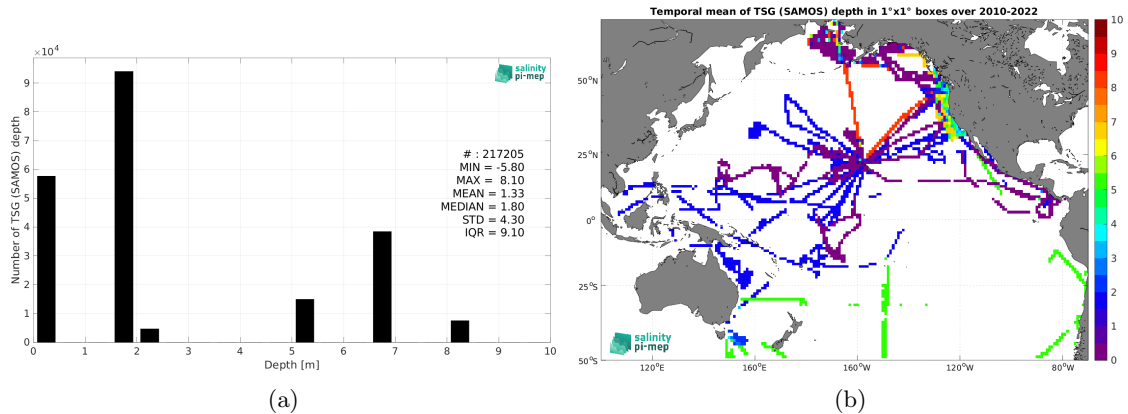 ×10⁴
9
8
7
6
5
4
3
2
1
0
Number of TSG (SAMOS) depth
salinity
pi-mep
# : 217205
MIN = -5.80
MAX = 8.10
MEAN = 1.33
MEDIAN = 1.80
STD = 4.30
IQR = 9.10
0 1 2 3 4 5 6 7 8 9 10
Depth [m]
(a)
Temporal mean of TSG (SAMOS) depth in 1°x1° boxes over 2010-2022
50°N
25°N
0°
25°S
50°S
salinity
pi-mep
120°E 160°E 160°W 120°W 80°W
10
9
8
7
6
5
4
3
2
1
0
(b)